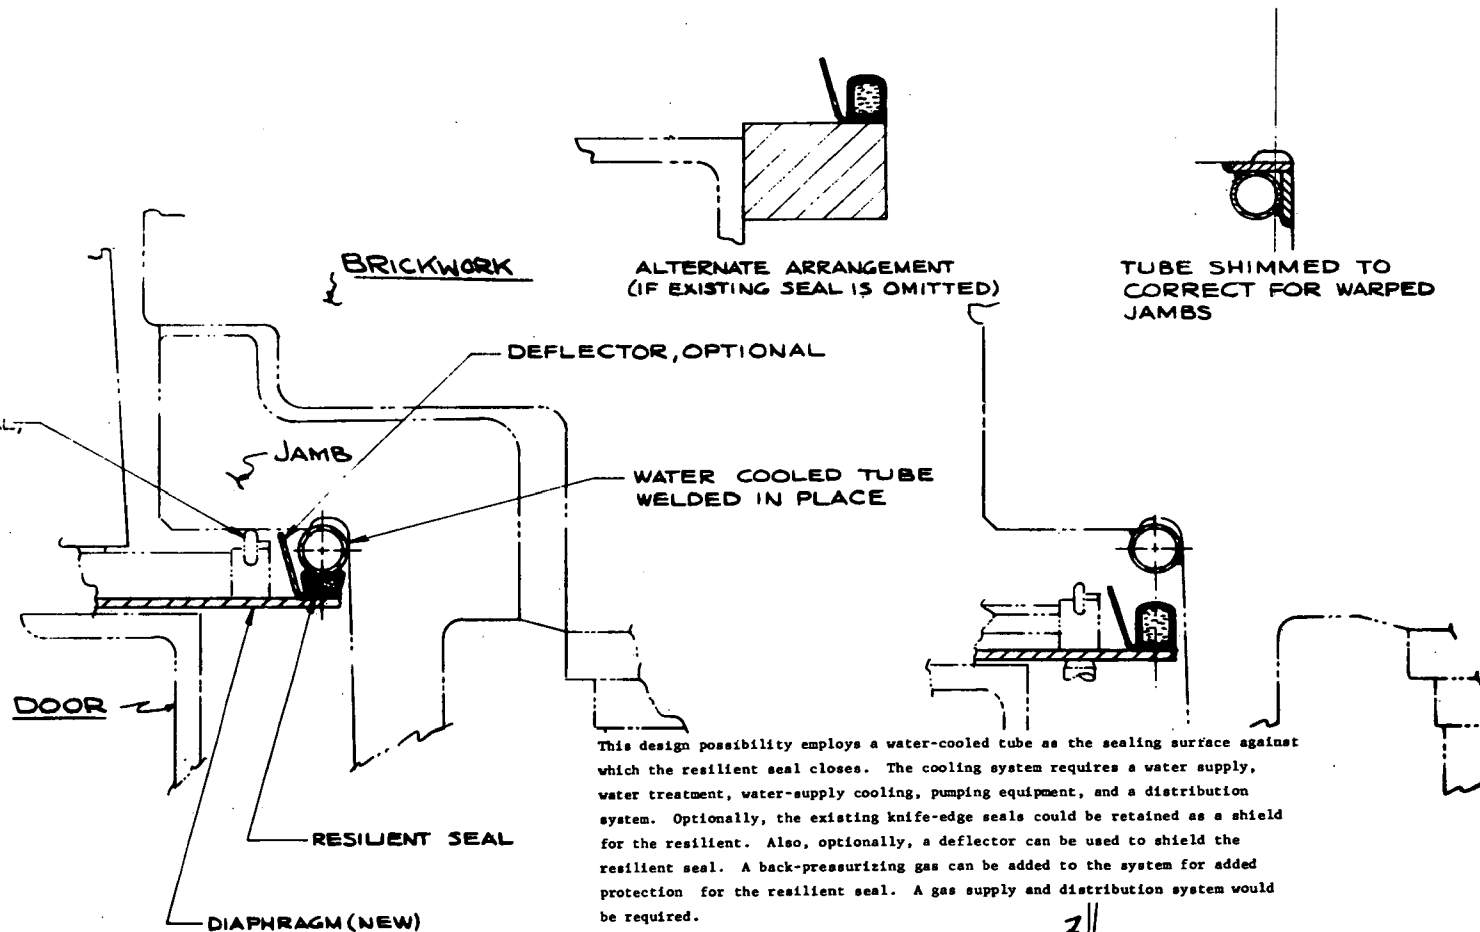 BRICKWORK
ALTERNATE ARRANGEMENT
(IF EXISTING SEAL IS OMITTED)
TUBE SHIMMED TO
CORRECT FOR WARPED
JAMBS
DEFLECTOR, OPTIONAL
JAMB
WATER COOLED TUBE
WELDED IN PLACE
DOOR
RESILIENT SEAL
DIAPHRAGM (NEW)
This design possibility employs a water-cooled tube as the sealing surface against
which the resilient seal closes. The cooling system requires a water supply,
water treatment, water-supply cooling, pumping equipment, and a distribution
system. Optionally, the existing knife-edge seals could be retained as a shield
for the resilient. Also, optionally, a deflector can be used to shield the
resilient seal. A back-pressurizing gas can be added to the system for added
protection for the resilient seal. A gas supply and distribution system would
be required.